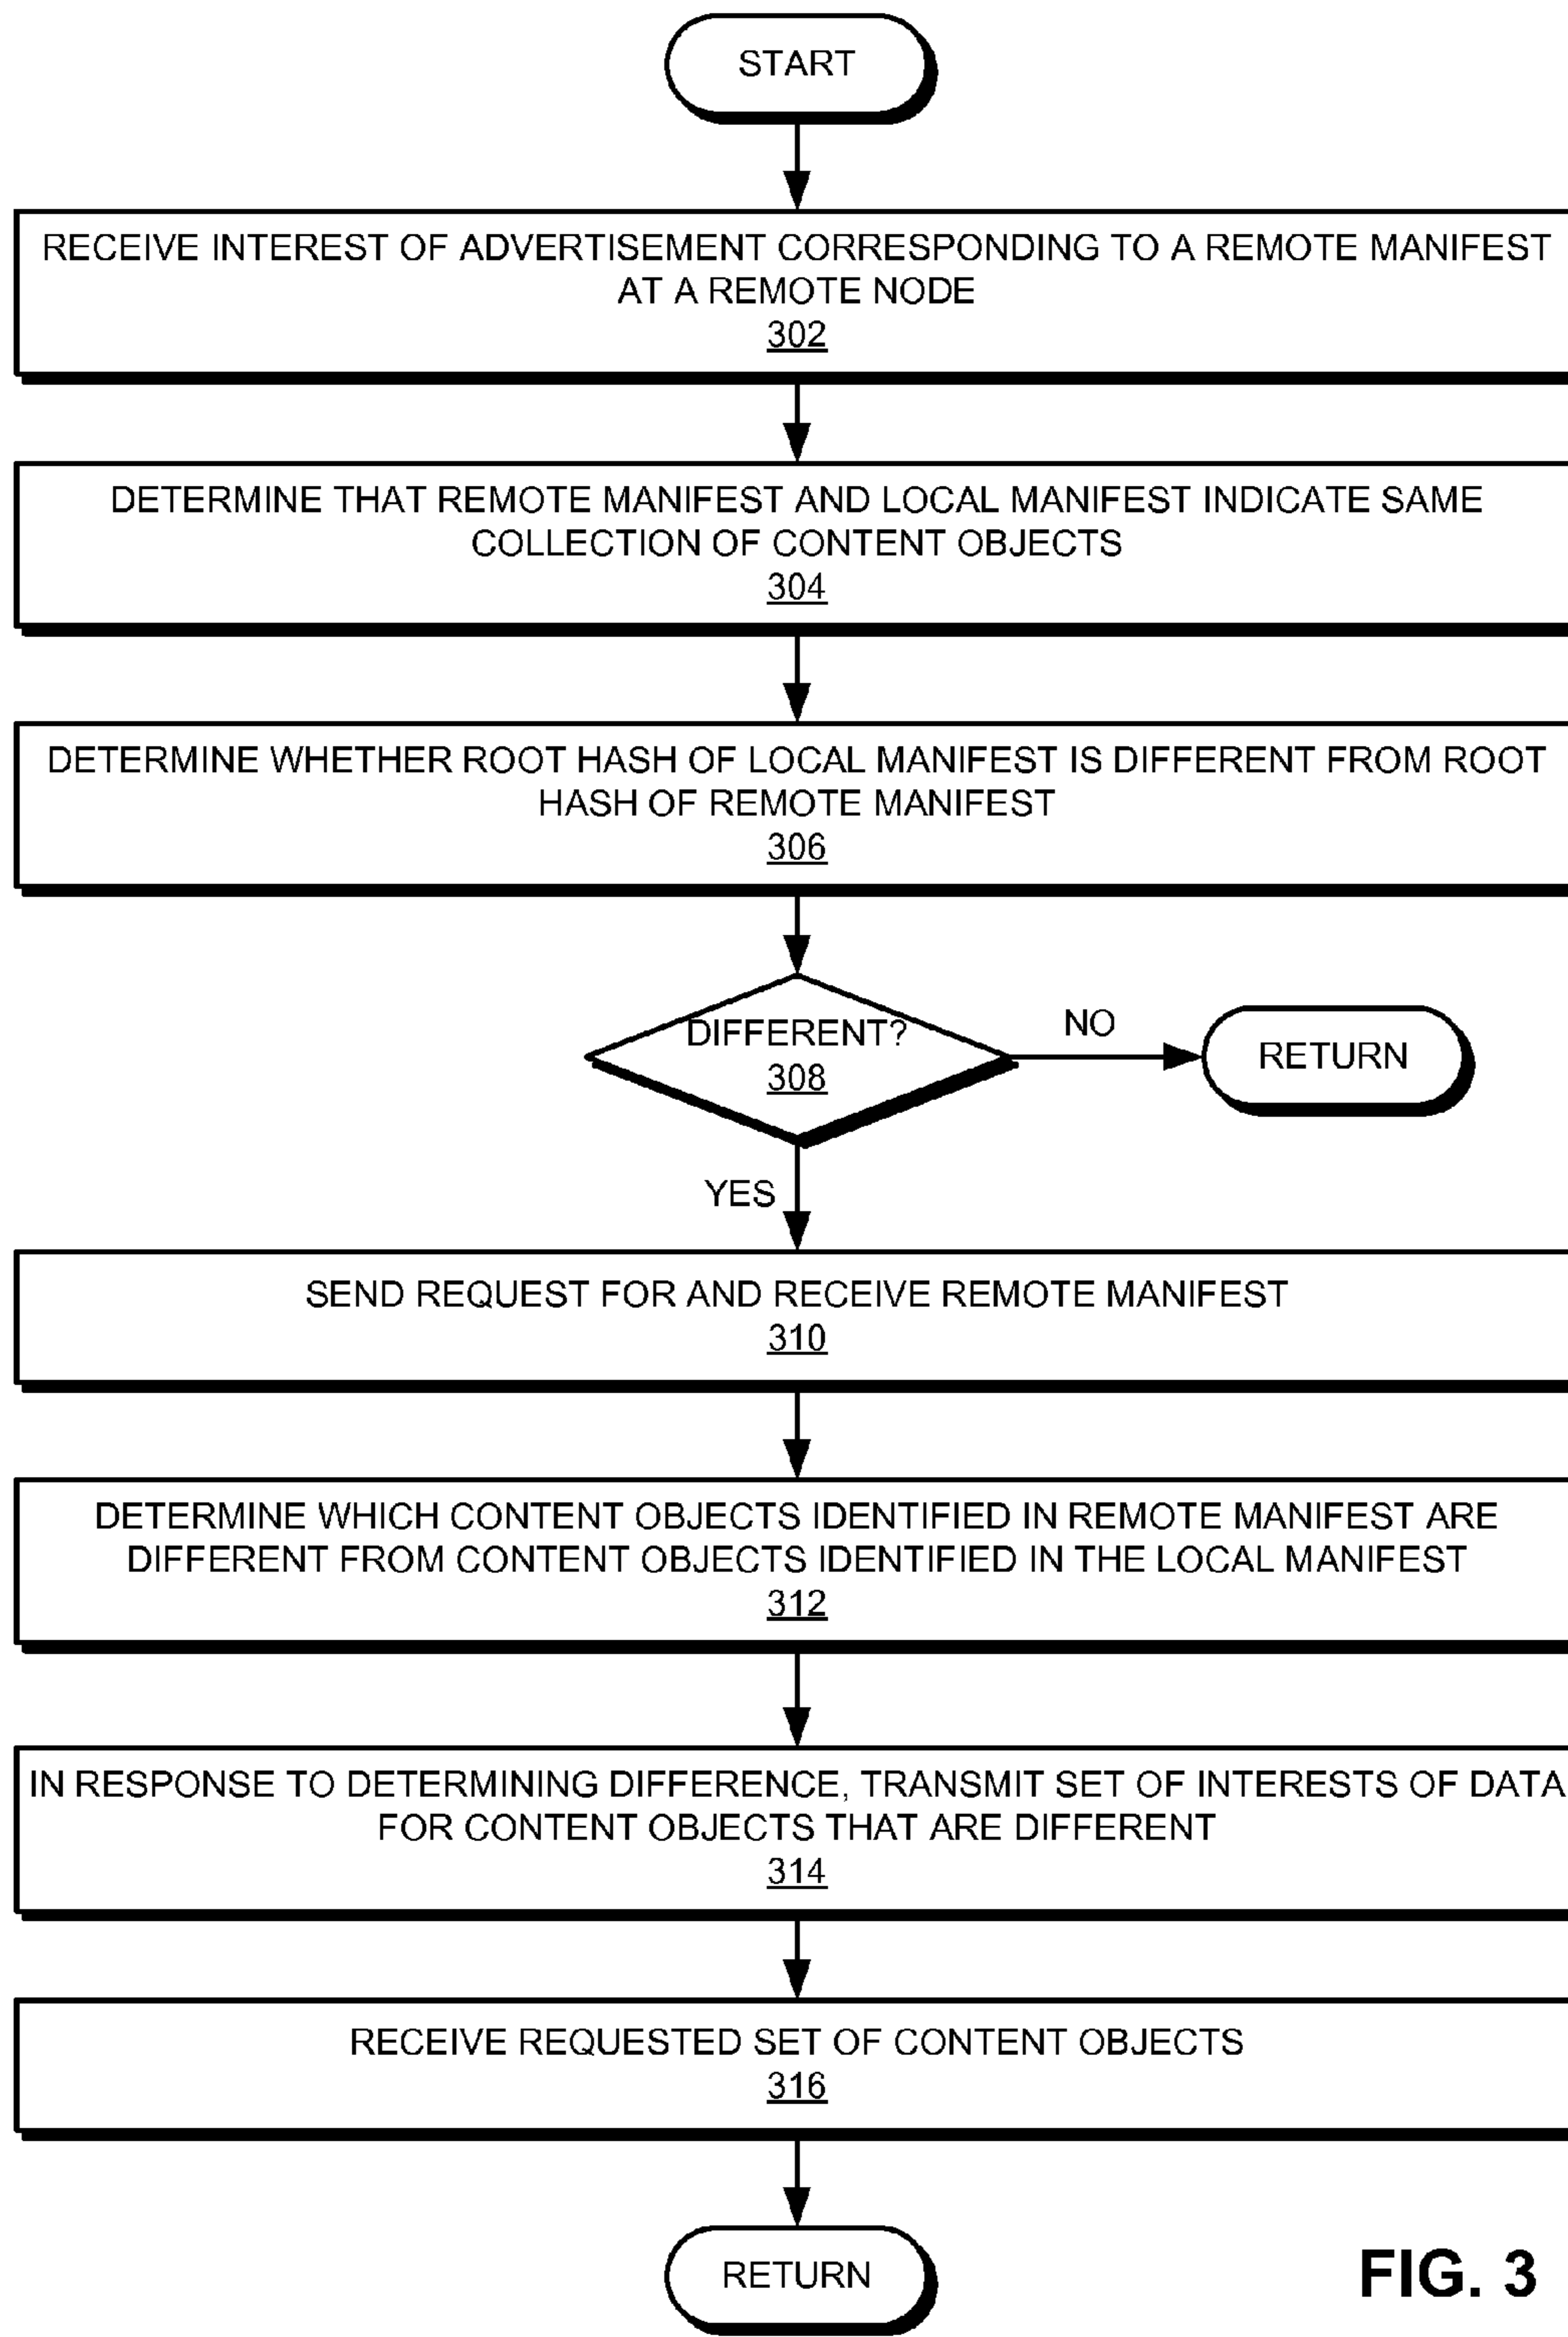 START
RECEIVE INTEREST OF ADVERTISEMENT CORRESPONDING TO A REMOTE MANIFEST
AT A REMOTE NODE
302
DETERMINE THAT REMOTE MANIFEST AND LOCAL MANIFEST INDICATE SAME
COLLECTION OF CONTENT OBJECTS
304
DETERMINE WHETHER ROOT HASH OF LOCAL MANIFEST IS DIFFERENT FROM ROOT
HASH OF REMOTE MANIFEST
306
DIFFERENT?
308
NO
RETURN
YES
SEND REQUEST FOR AND RECEIVE REMOTE MANIFEST
310
DETERMINE WHICH CONTENT OBJECTS IDENTIFIED IN REMOTE MANIFEST ARE
DIFFERENT FROM CONTENT OBJECTS IDENTIFIED IN THE LOCAL MANIFEST
312
IN RESPONSE TO DETERMINING DIFFERENCE, TRANSMIT SET OF INTERESTS OF DATA
FOR CONTENT OBJECTS THAT ARE DIFFERENT
314
RECEIVE REQUESTED SET OF CONTENT OBJECTS
316
RETURN
FIG. 3